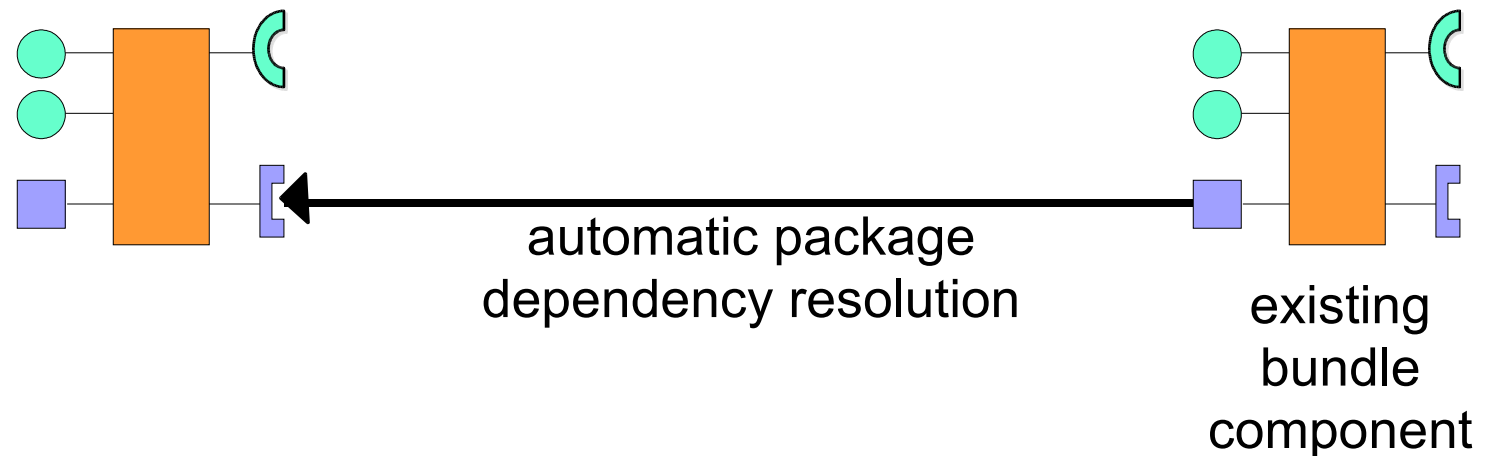 automatic package
dependency resolution
existing
bundle
component